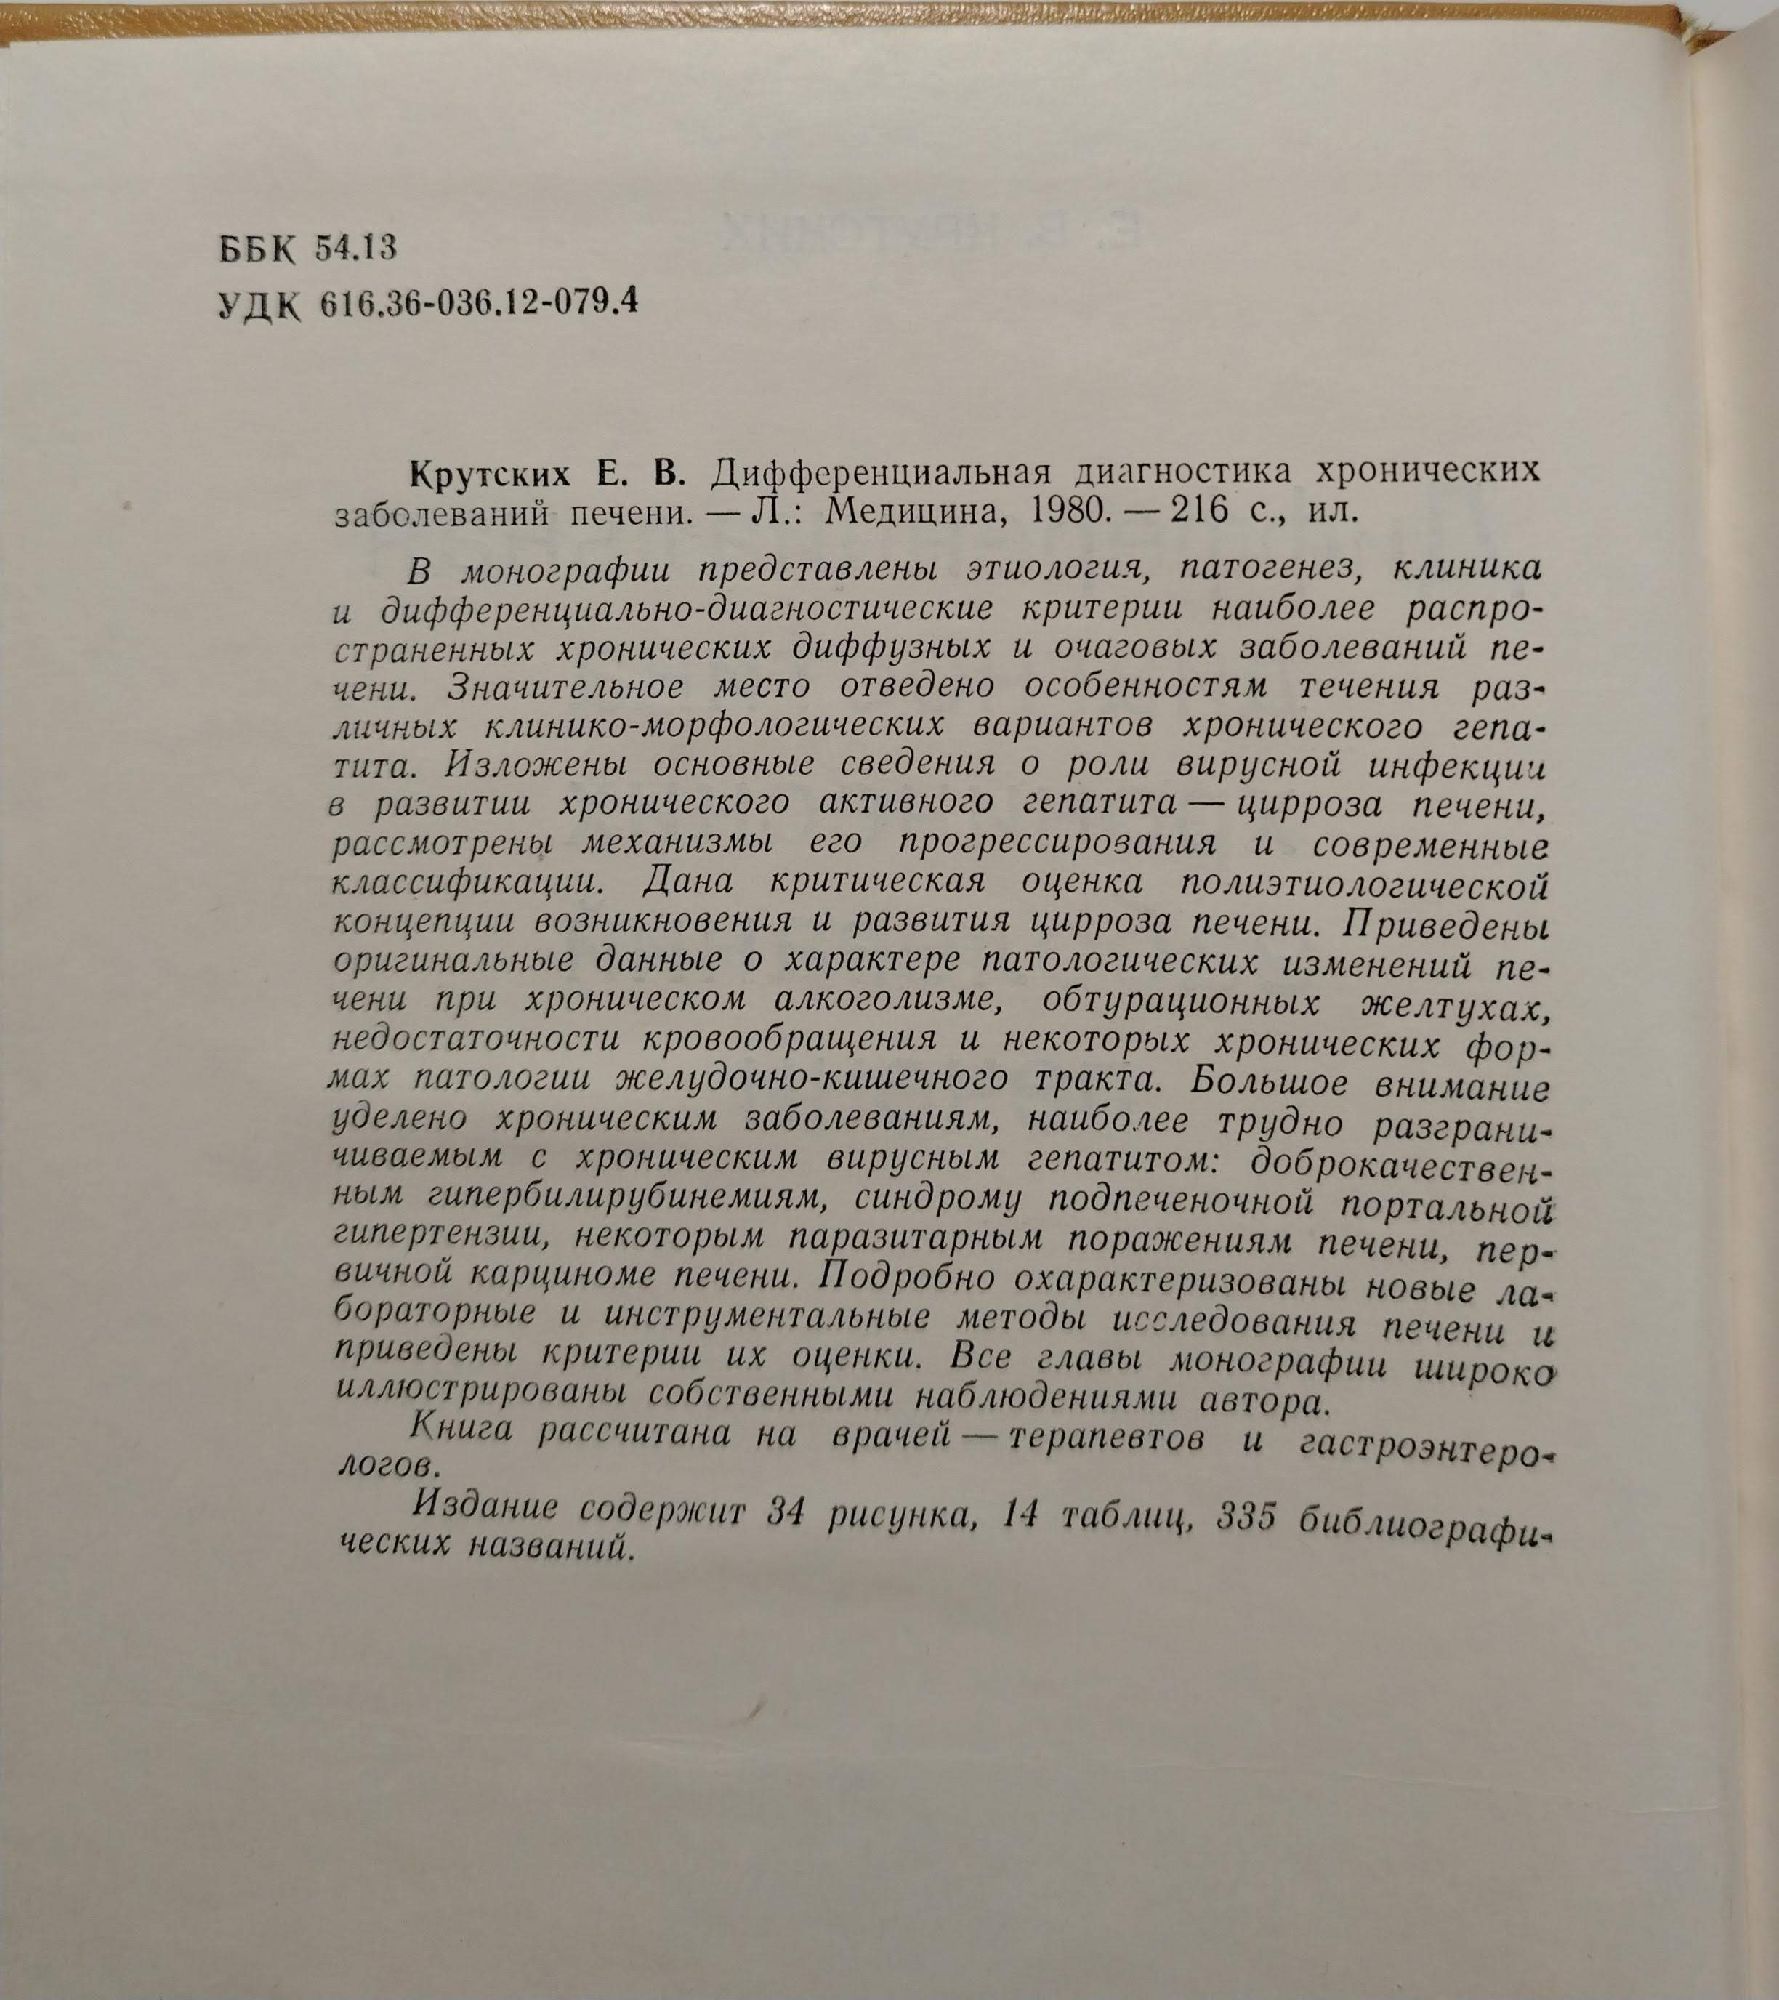 ББК 54.13
УДК 616.36-036.12-079.4
Крутских Е. В. Дифференциальная диагностика хронических
заболеваний печени. — Л.: Медицина, 1980. — 216 с., ил.
В монографии представлены этиология, патогенез, клиника
и дифференциально-диагностические критерии наиболее распро-
страненных хронических диффузных и очаговых заболеваний пе-
чени. Значительное место отведено особенностям течения раз-
личных клинико-морфологических вариантов хронического гепа-
тита. Изложены основные сведения о роли вирусной инфекции
в развитии хронического активного гепатита — цирроза печени,
рассмотрены механизмы его прогрессирования и современные
классификации. Дана критическая оценка полиэтиологической
концепции возникновения и развития цирроза печени. Приведены
оригинальные данные о характере патологических изменений пе-
чени при хроническом алкоголизме, обтурационных желтухах,
недостаточности кровообращения и некоторых хронических фор-
мах патологии желудочно-кишечного тракта. Большое внимание
уделено хроническим заболеваниям, наиболее трудно разграни-
чиваемым с хроническим вирусным гепатитом: доброкачествен-
ным гипербилирубинемиям, синдрому подпеченочной портальной
гипертензии, некоторым паразитарным поражениям печени, пер-
вичной карциноме печени. Подробно охарактеризованы новые ла-
бораторные и инструментальные методы исследования печени и
приведены критерии их оценки. Все главы монографии широко
иллюстрированы собственными наблюдениями автора.
Книга рассчитана на врачей — терапевтов и гастроэнтеро-
логов.
Издание содержит 34 рисунка, 14 таблиц, 335 библиографи-
ческих названий.